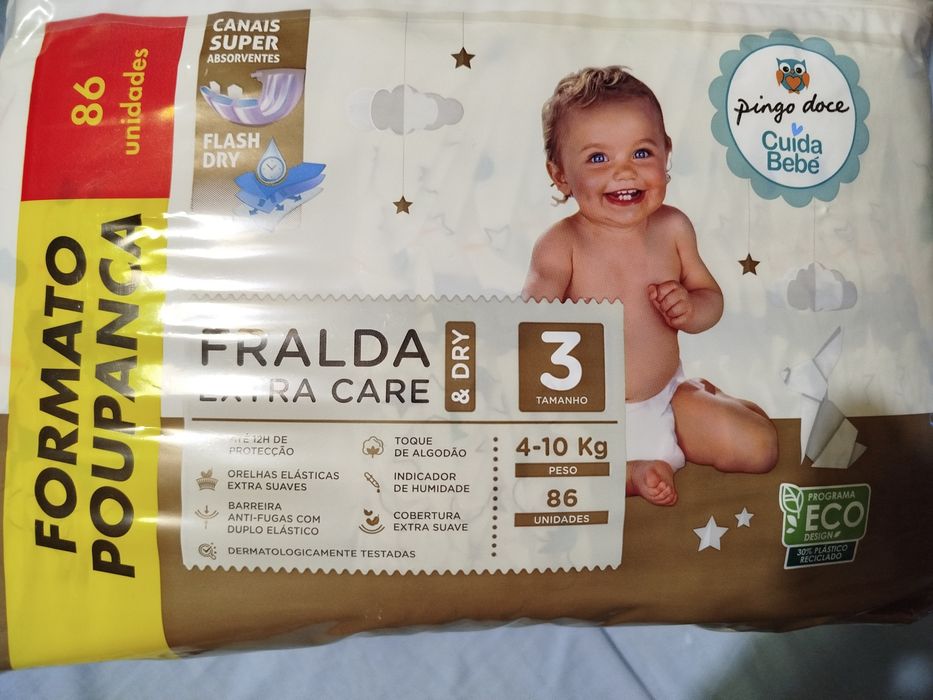 86
unidades
FORMATO
POUPANÇA
CANAIS
SUPER
ABSORVENTES
FLASH
DRY
pingo doce
Cuida
Bebé
FRALDA
EXTRA CARE
& DRY
3
TAMANHO
ATÉ 12H DE
PROTECÇÃO
ORELHAS ELÁSTICAS
EXTRA SUAVES
BARREIRA
ANTI-FUGAS COM
DUPLO ELÁSTICO
DERMATOLOGICAMENTE TESTADAS
TOQUE
DE ALGODÃO
INDICADOR
DE HUMIDADE
COBERTURA
EXTRA SUAVE
4-10 Kg
PESO
86
UNIDADES
PROGRAMA
ECO
DESIGN
30% PLÁSTICO
RECICLADO